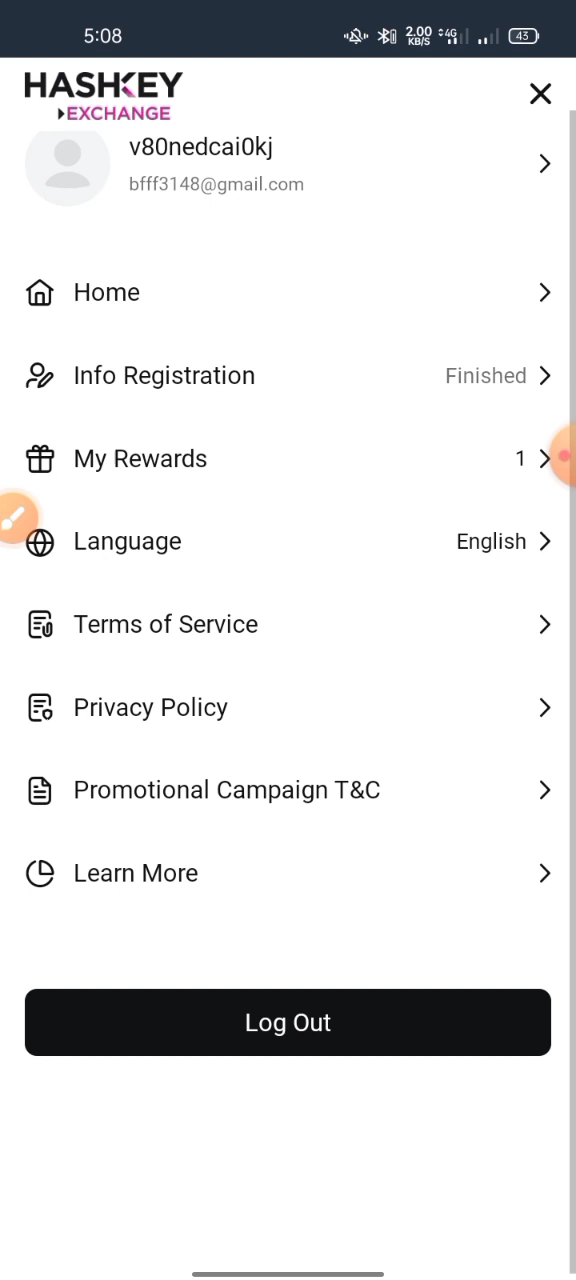 5:08
2.00
KB/S
4G
43
HASHKEY
EXCHANGE
v80nedcai0kj
bfff3148@gmail.com
Home
Info Registration Finished
My Rewards 1
Language English
Terms of Service
Privacy Policy
Promotional Campaign T&C
Learn More
Log Out